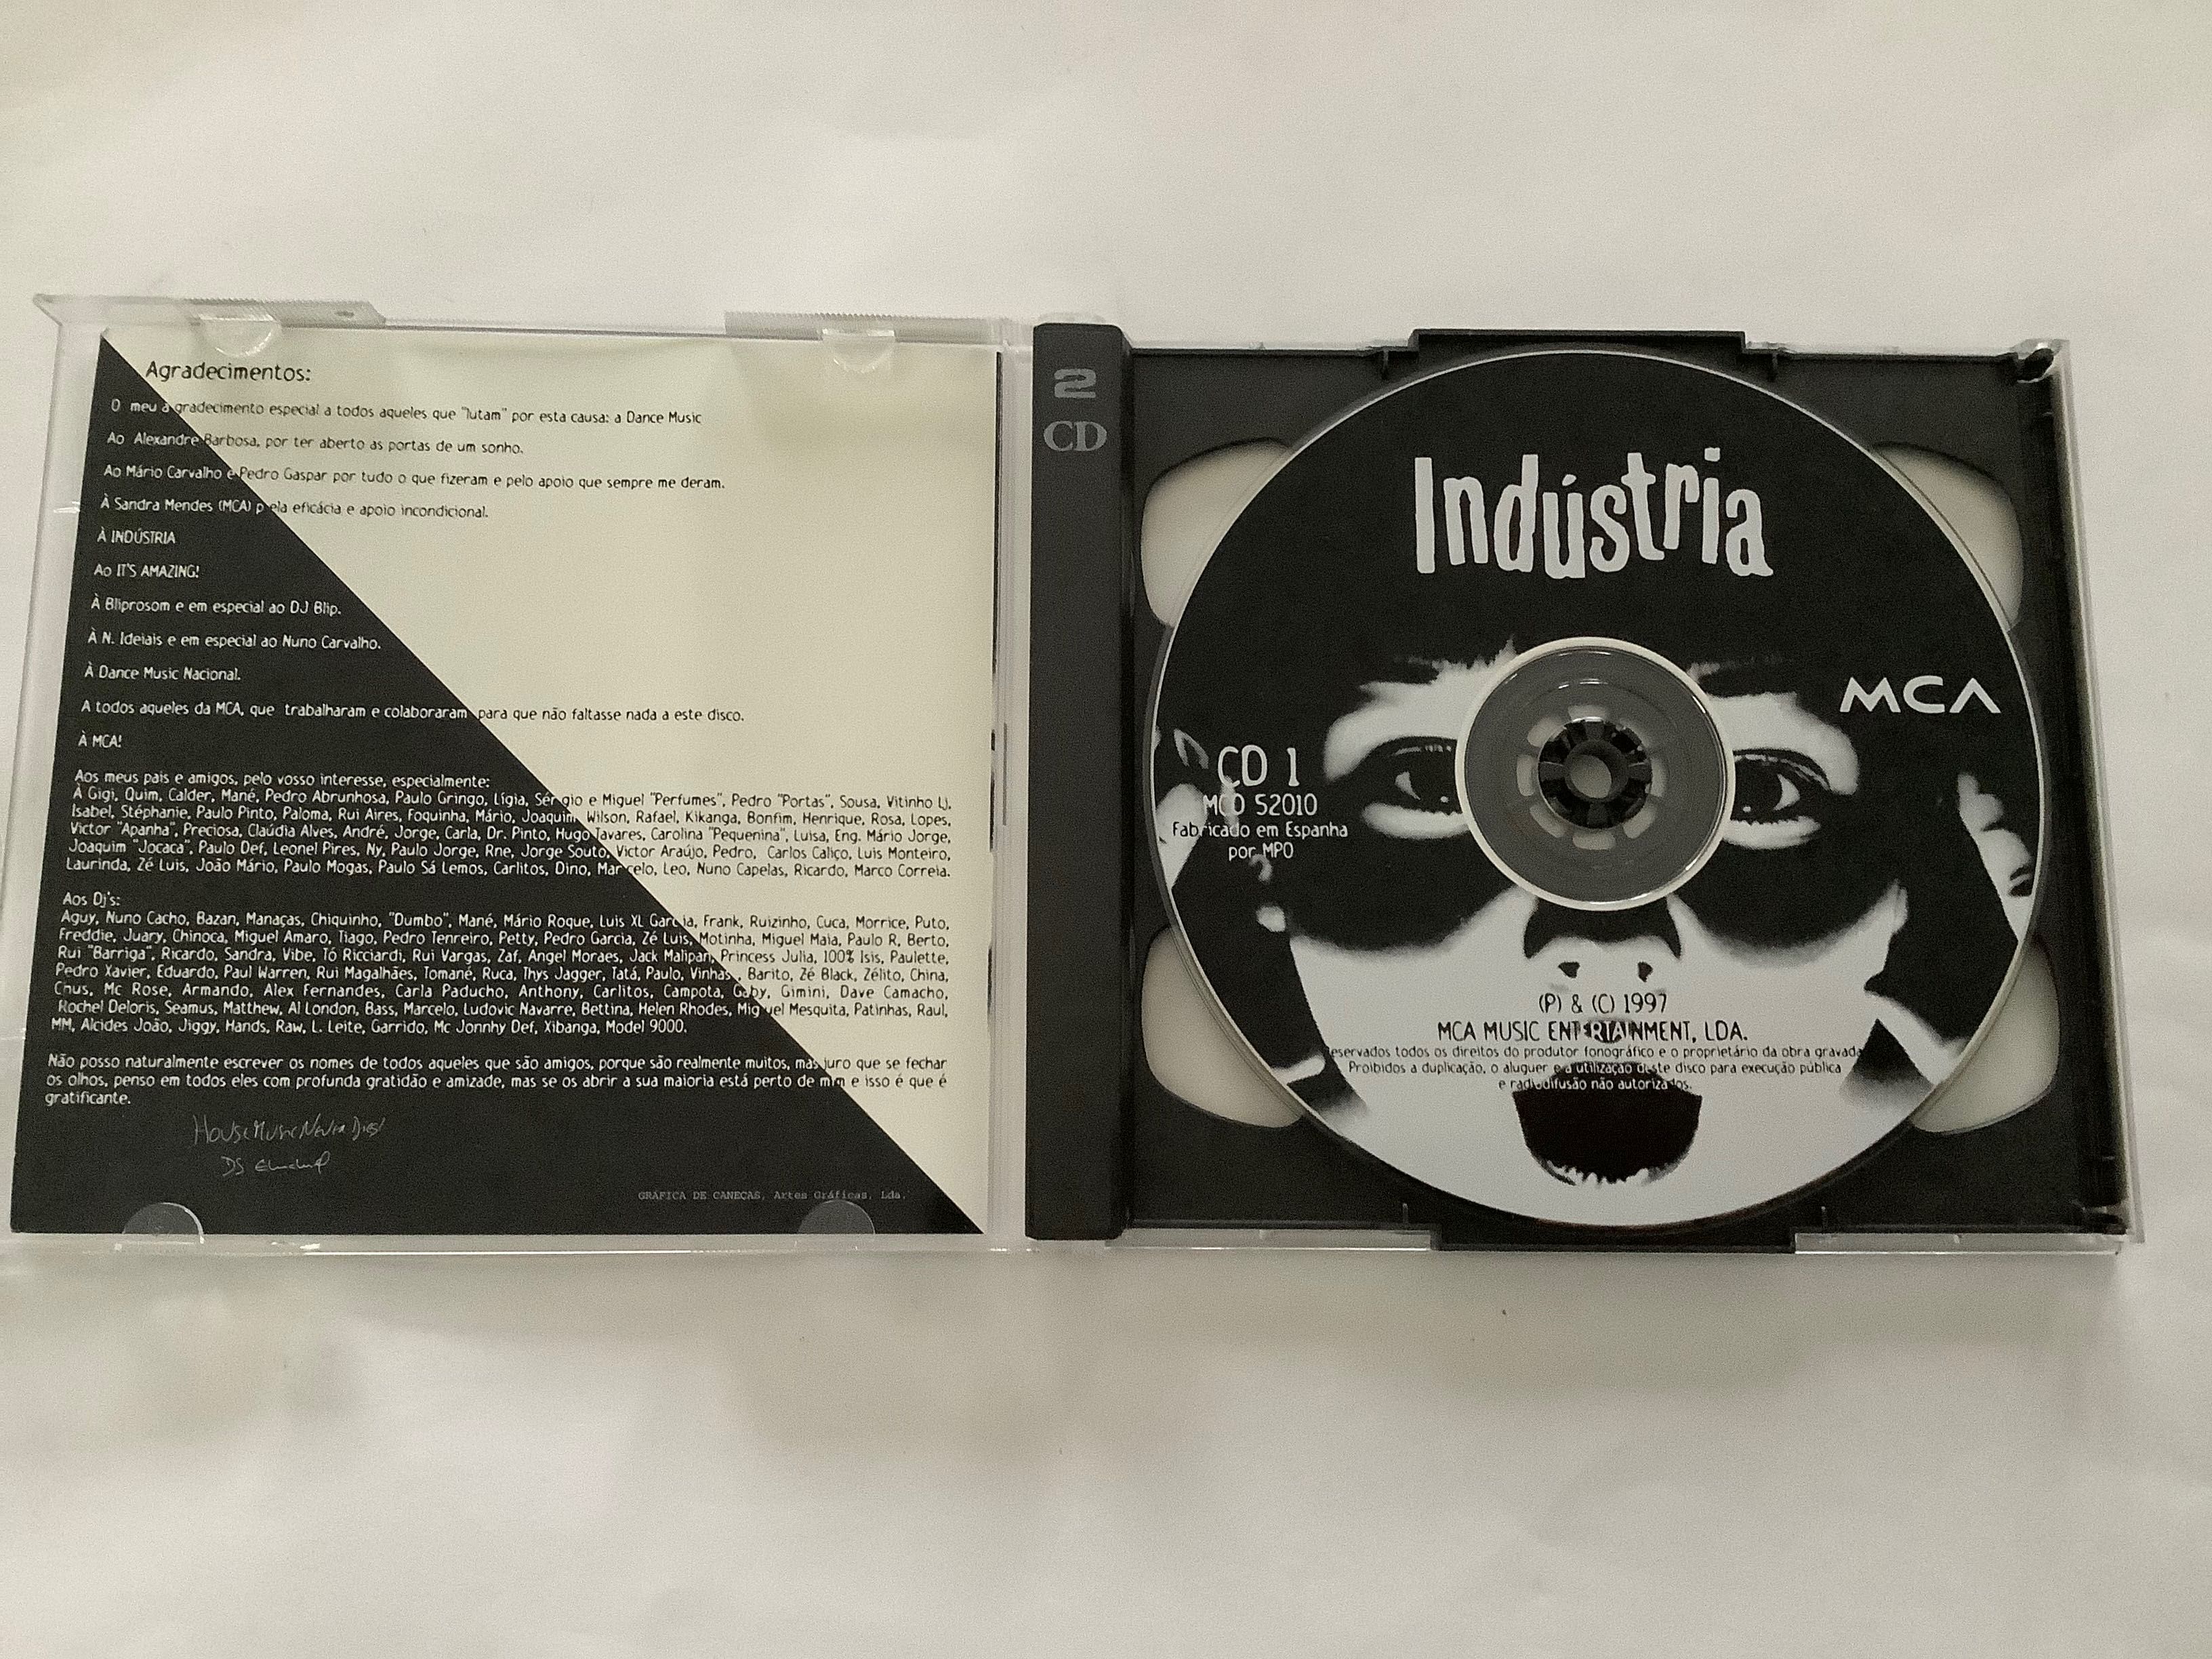 Agradecimentos:
O meu agradecimento especial a todos aqueles que "lutam" por esta causa: a Dance Music
Ao Alexandre Barbosa, por ter aberto as portas de um sonho.
Ao Mário Carvalho e Pedro Gaspar por tudo o que fizeram e pelo apoio que sempre me deram.
À Sandra Mendes (MCA) pela eficácia e apoio incondicional.
À INDÚSTRIA
Ao IT'S AMAZING!
À Bliprosom e em especial ao DJ Blip.
À N. Ideiais e em especial ao Nuno Carvalho.
À Dance Music Nacional.
A todos aqueles da MCA, que trabalharam e colaboraram para que não faltasse nada a este disco.
À MCA!
Aos meus pais e amigos, pelo vosso interesse, especialmente:
À Gigi, Quim, Calder, Mané, Pedro Abrunhosa, Paulo Gringo, Lígia, Sérgio e Miguel "Perfumes", Pedro "Portas", Sousa, Vitinho Lj,
Isabel, Stéphanie, Paulo Pinto, Paloma, Rui Aires, Foquinha, Mário, Joaquim, Wilson, Rafael, Kikanga, Bonfim, Henrique, Rosa, Lopes,
Victor "Apanha", Preciosa, Claúdia Alves, André, Jorge, Carla, Dr. Pinto, Hugo Tavares, Carolina "Pequenina", Luisa, Eng. Mário Jorge,
Joaquim "Jocaca", Paulo Def, Leonel Pires, Ny, Paulo Jorge, Rne, Jorge Souto, Victor Araújo, Pedro, Carlos Caliço, Luis Monteiro,
Laurinda, Zé Luis, João Mário, Paulo Mogas, Paulo Sá Lemos, Carlitos, Dino, Marcelo, Leo, Nuno Capelas, Ricardo, Marco Correia.
Aos Dj's:
Aguy, Nuno Cacho, Bazan, Manaças, Chiquinho, "Dumbo", Mané, Mário Roque, Luis XL Garcia, Frank, Ruizinho, Cuca, Morrice, Puto,
Freddie, Juary, Chinoca, Miguel Amaro, Tiago, Pedro Tenreiro, Petty, Pedro Garcia, Zé Luis, Motinha, Miguel Maia, Paulo R, Berto,
Rui "Barriga", Ricardo, Sandra, Vibe, Tó Ricciardi, Rui Vargas, Zaf, Angel Moraes, Jack Malipan, Princess Julia, 100% Isis, Paulette,
Pedro Xavier, Eduardo, Paul Warren, Rui Magalhães, Tomané, Ruca, Thys Jagger, Tatá, Paulo, Vinhas, Barito, Zé Black, Zélito, China,
Chus, Mc Rose, Armando, Alex Fernandes, Carla Paducho, Anthony, Carlitos, Campota, Gaby, Gimini, Dave Camacho,
Rochel Deloris, Seamus, Matthew, Al London, Bass, Marcelo, Ludovic Navarre, Bettina, Helen Rhodes, Miguel Mesquita, Patinhas, Raul,
MM, Alcides João, Jiggy, Hands, Raw, L. Leite, Garrido, Mc Jonnhy Def, Xibanga, Model 9000.
Não posso naturalmente escrever os nomes de todos aqueles que são amigos, porque são realmente muitos, mas juro que se fechar
os olhos, penso em todos eles com profunda gratidão e amizade, mas se os abrir a sua maioria está perto de mim e isso é que é
gratificante.
House Music Never Dies!
GRÁFICA DE CANEÇAS, Artes Gráficas, Lda.
2
CD
Indústria
MCA
CD 1
MCD 52010
Fabricado em Espanha
por MPO
(P) & (C) 1997
MCA MUSIC ENTERTAINMENT, LDA.
Reservados todos os direitos do produtor fonográfico e o proprietário da obra gravada
Proibidos a duplicação, o aluguer e a utilização deste disco para execução pública
e radiodifusão não autorizados.